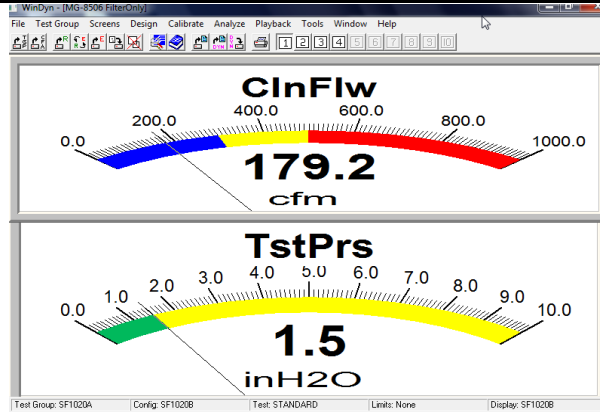 WinDyn - [MG-8506 FilterOnly]
File Test Group Screens Design Calibrate Analyze Playback Tools Window Help
1 2 3 4 5 6 7 8 9 10
ClnFlw
0.0 200.0 400.0 600.0 800.0 1000.0
179.2
cfm
TstPrs
0.0 1.0 2.0 3.0 4.0 5.0 6.0 7.0 8.0 9.0 10.0
1.5
inH2O
Test Group: SF1020A Config: SF1020B Test: STANDARD Limits: None Display: SF1020B